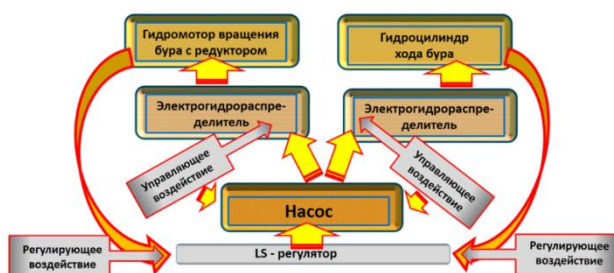 Гидромотор вращения
бура с редуктором
Гидроцилиндр
хода бура
Электрогидрораспре-
делитель
Электрогидрораспре-
делитель
Управляющее
воздействие
Управляющее
воздействие
Насос
Регулирующее
воздействие
LS - регулятор
Регулирующее
воздействие